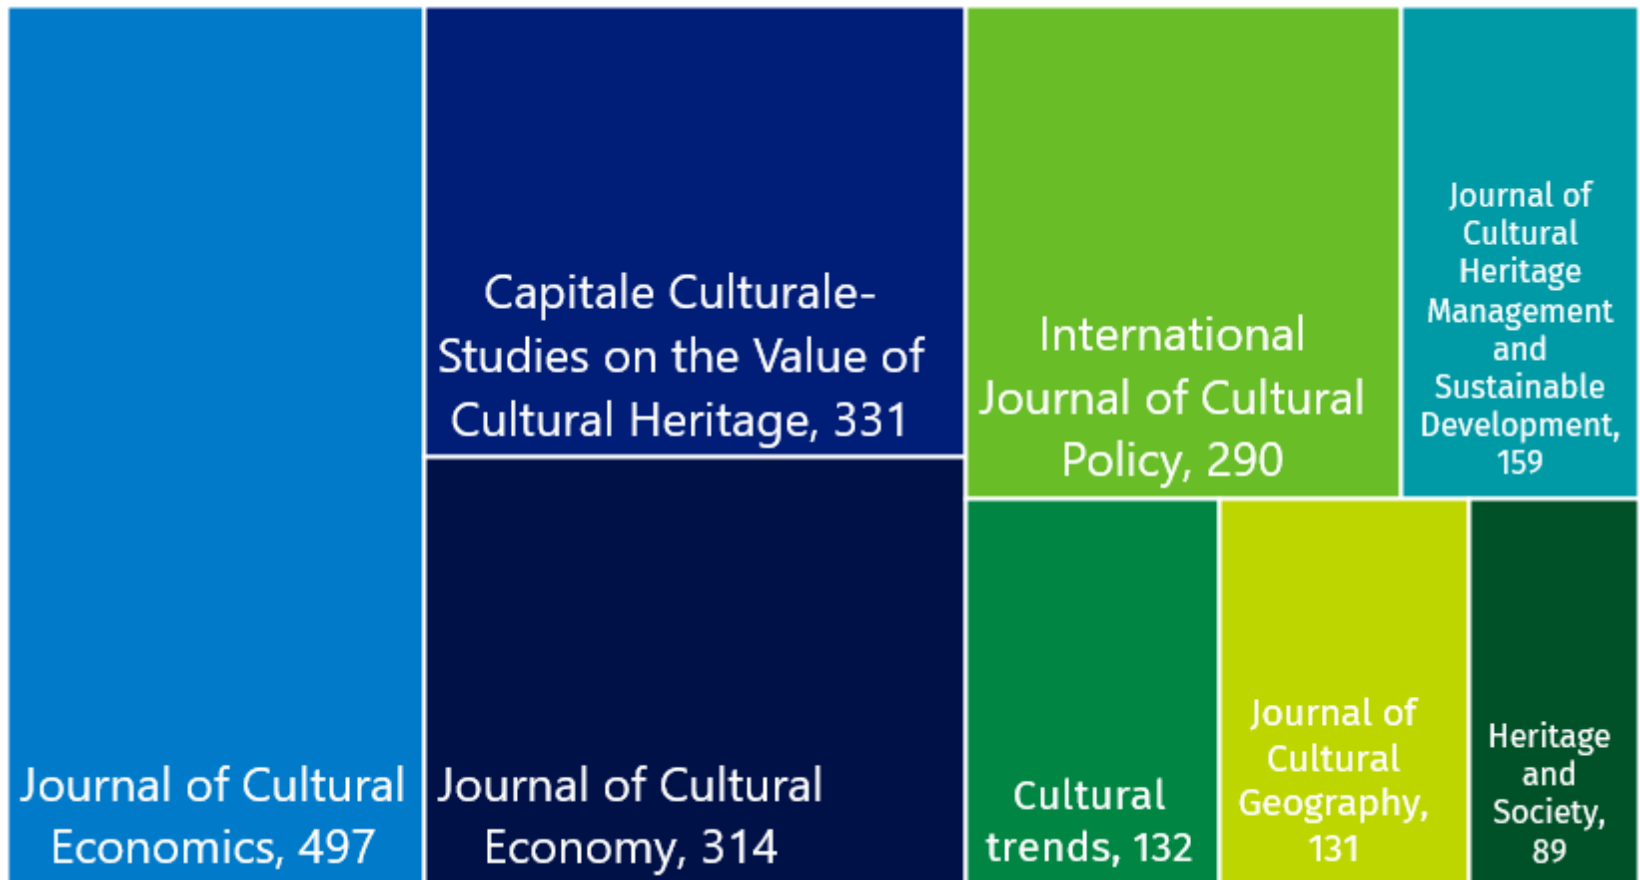 Journal of Cultural
Economics, 497
Capitale Culturale-
Studies on the Value of
Cultural Heritage, 331
Journal of Cultural
Economy, 314
International
Journal of Cultural
Policy, 290
Journal of
Cultural
Heritage
Management
and
Sustainable
Development,
159
Cultural
trends, 132
Journal of
Cultural
Geography,
131
Heritage
and
Society,
89